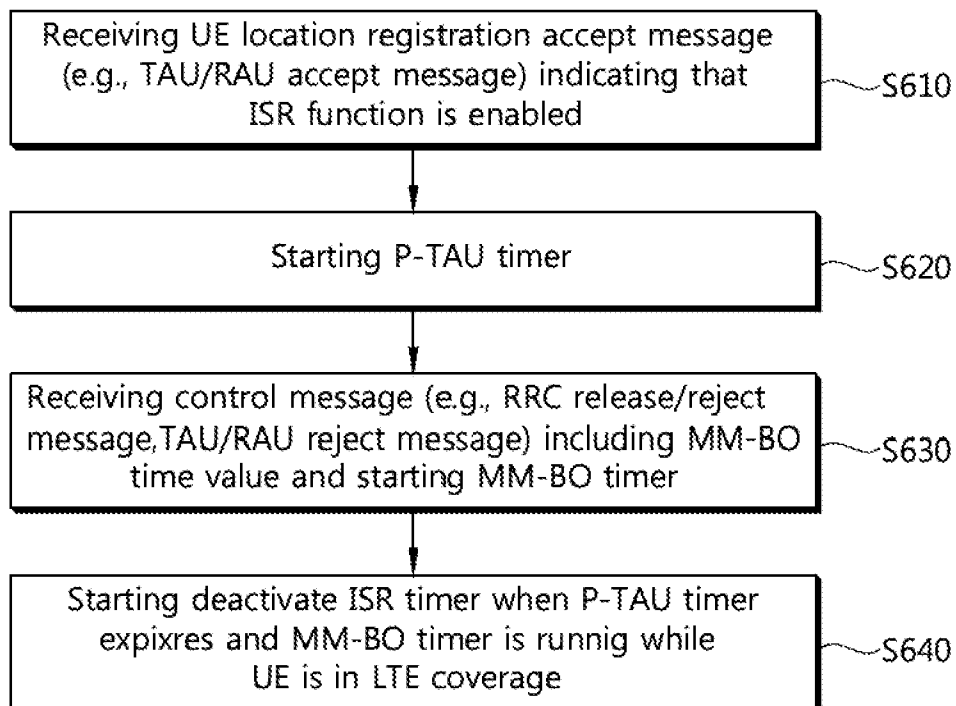 Receiving UE location registration accept message
(e.g., TAU/RAU accept message) indicating that
ISR function is enabled
S610
Starting P-TAU timer
S620
Receiving control message (e.g., RRC release/reject
message,TAU/RAU reject message) including MM-BO
time value and starting MM-BO timer
S630
Starting deactivate ISR timer when P-TAU timer
expixres and MM-BO timer is runnig while
UE is in LTE coverage
S640